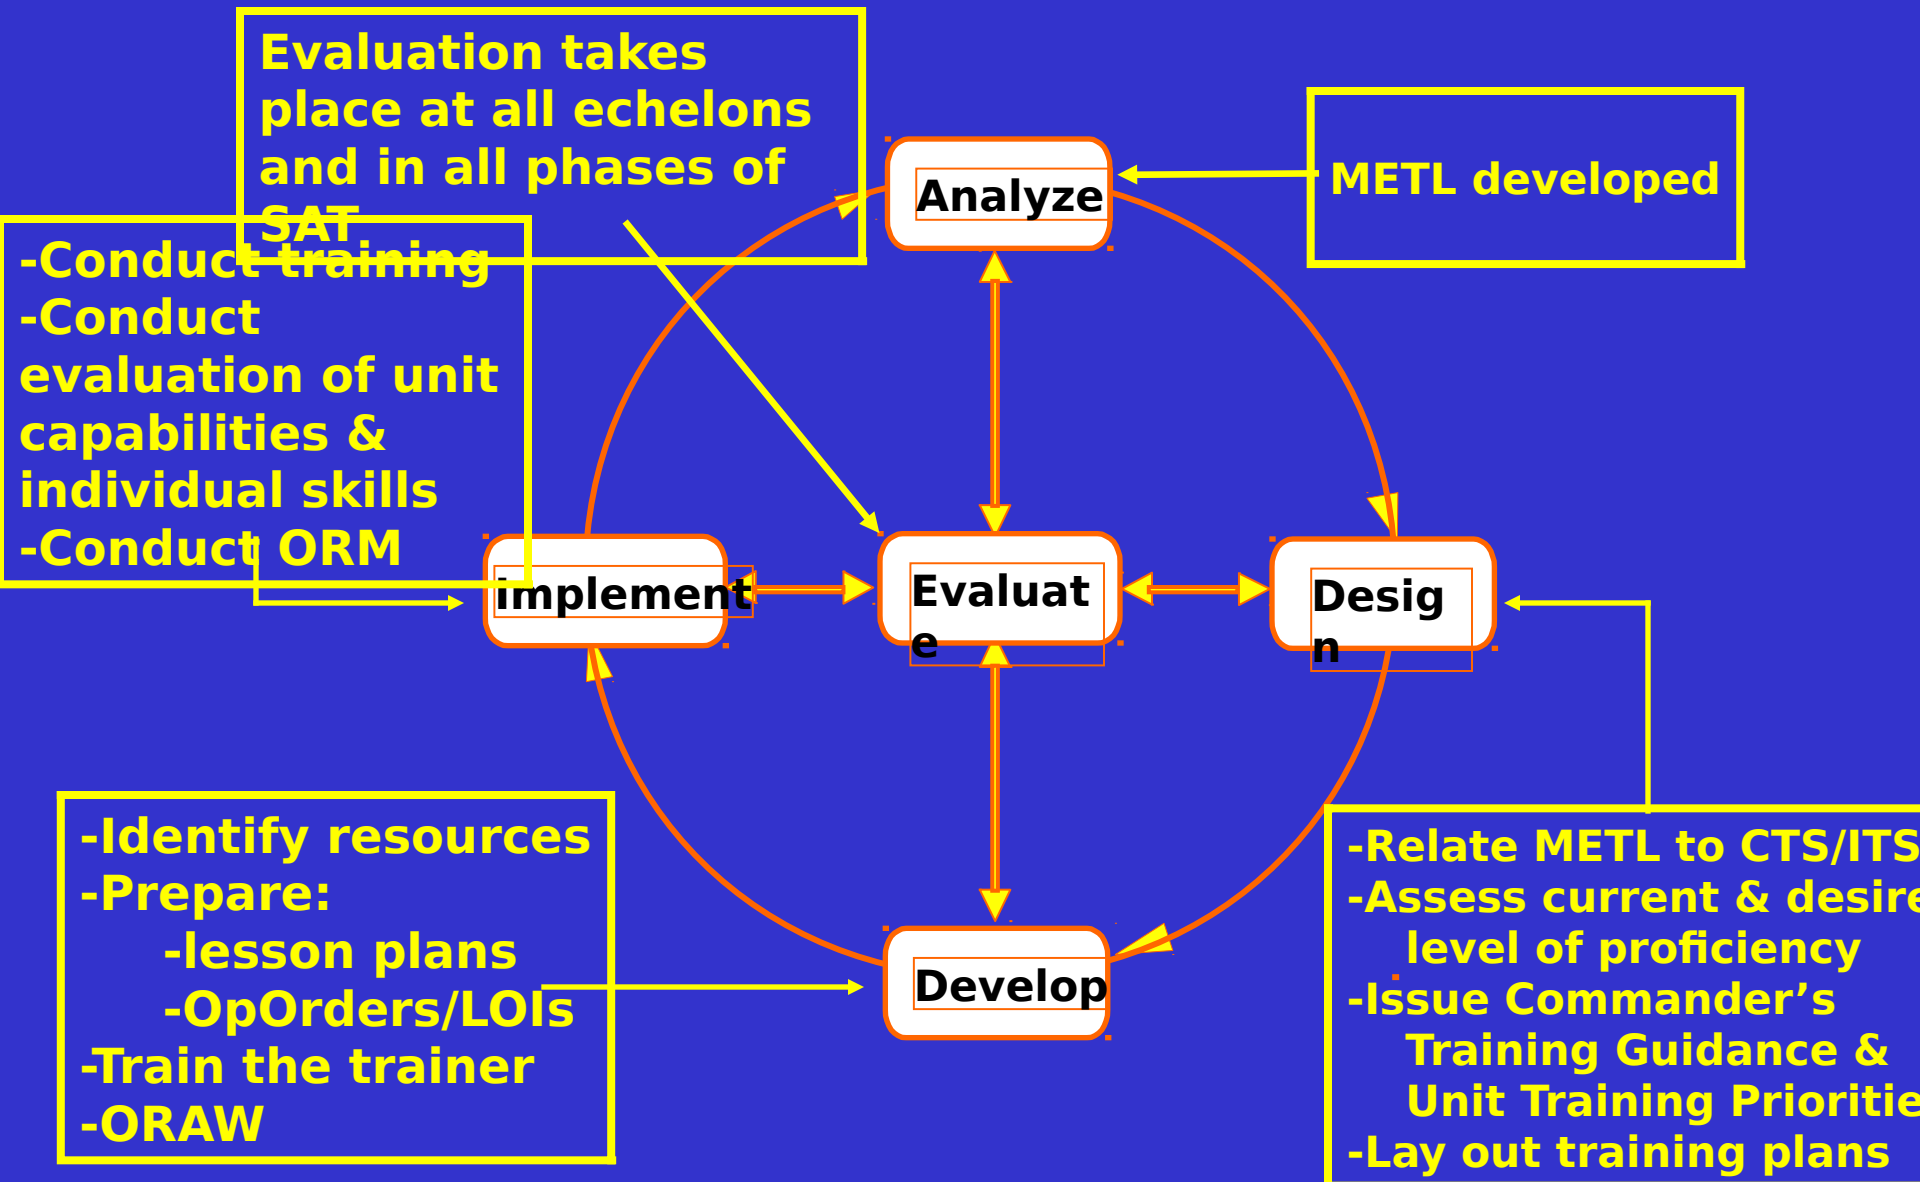 Evaluation takes
place at all echelons
and in all phases of
SAT
METL developed
Analyze
-Conduct training
-Conduct
evaluation of unit
capabilities &
individual skills
-Conduct ORM
implement
Evaluat
e
Desig
n
-Identify resources
-Prepare:
-lesson plans
-OpOrders/LOIs
-Train the trainer
-ORAW
Develop
-Relate METL to CTS/ITS
-Assess current & desire
level of proficiency
-Issue Commander’s
Training Guidance &
Unit Training Prioritie
-Lay out training plans